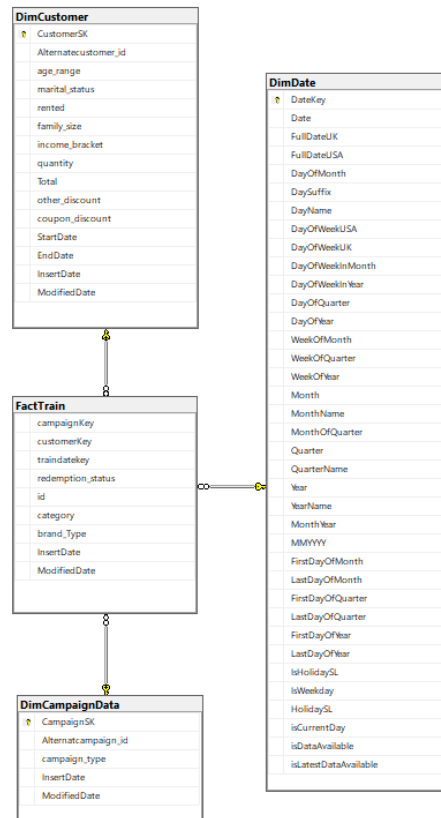 DimCustomer
CustomerSK
Alternatecustomer_id
age_range
marital_status
rented
family_size
income_bracket
quantity
Total
other_discount
coupon_discount
StartDate
EndDate
InsertDate
ModifiedDate
DimDate
DateKey
Date
FullDateUK
FullDateUSA
DayOfMonth
DaySuffix
DayName
DayOfWeekUSA
DayOfWeekUK
DayOfWeekInMonth
DayOfWeekInYear
DayOfQuarter
DayOfYear
WeekOfMonth
WeekOfQuarter
WeekOfYear
Month
MonthName
MonthOfQuarter
Quarter
QuarterName
Year
YearName
MonthYear
MMYYYY
FirstDayOfMonth
LastDayOfMonth
FirstDayOfQuarter
LastDayOfQuarter
FirstDayOfYear
LastDayOfYear
IsHolidaySL
IsWeekday
HolidaySL
isCurrentDay
isDataAvailable
isLatestDataAvailable
FactTrain
campaignKey
customerKey
traindatekey
redemption_status
id
category
brand_Type
InsertDate
ModifiedDate
DimCampaignData
CampaignSK
Alternatcampaign_id
campaign_type
InsertDate
ModifiedDate